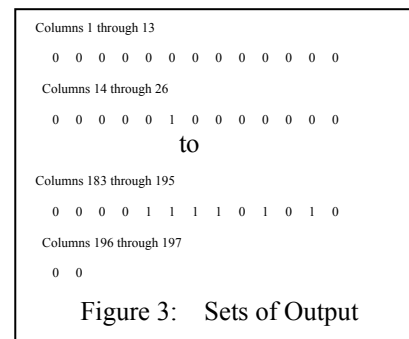 Columns 1 through 13
0 0 0 0 0 0 0 0 0 0 0 0 0
Columns 14 through 26
0 0 0 0 0 1 0 0 0 0 0 0 0
to
Columns 183 through 195
0 0 0 0 1 1 1 1 0 1 0 1 0
Columns 196 through 197
0 0
Figure 3: Sets of Output